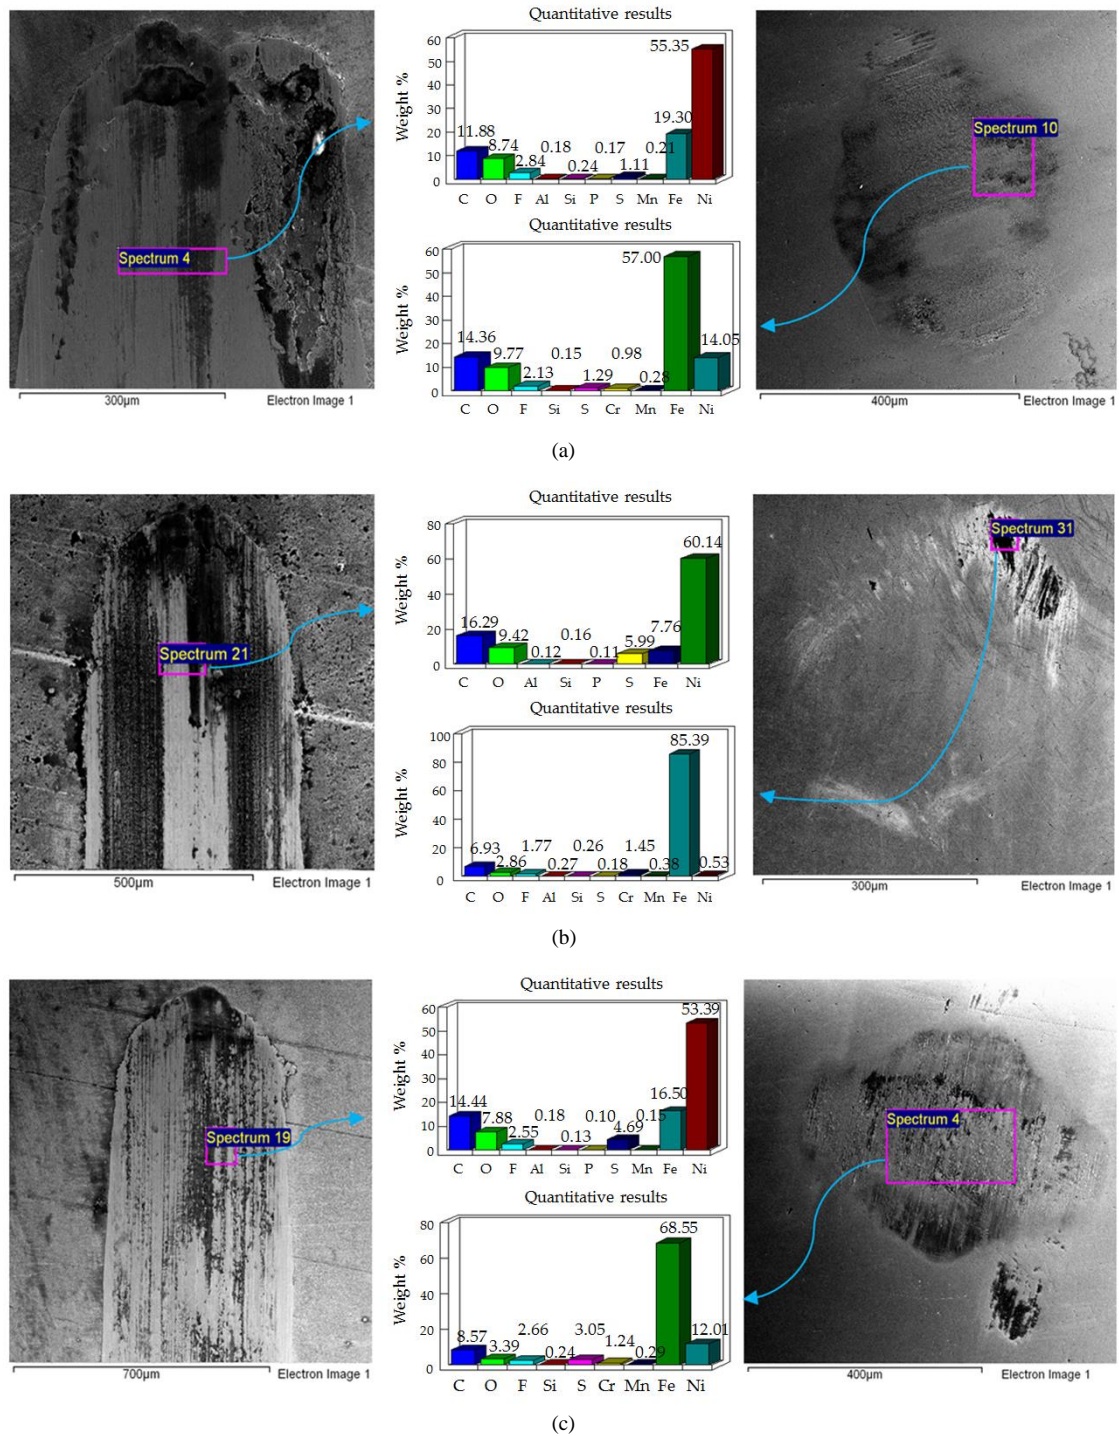 Quantitative results
Weight %
60
50
40
30
20
10
0
11.88
8.74
2.84
0.18
0.24
0.17
1.11
0.21
19.30
55.35
C O F Al Si P S Mn Fe Ni
Spectrum 4
300μm
Electron Image 1
Quantitative results
Weight %
60
50
40
30
20
10
0
14.36
9.77
2.13
0.15
1.29
0.98
0.28
57.00
14.05
C O F Si S Cr Mn Fe Ni
Spectrum 10
400μm
Electron Image 1
(a)
Quantitative results
Weight %
80
60
40
20
0
16.29
9.42
0.12
0.16
0.11
5.99
7.76
60.14
C O Al Si P S Fe Ni
Spectrum 21
500μm
Electron Image 1
Quantitative results
Weight %
100
80
60
40
20
0
6.93
2.86
1.77
0.27
0.26
0.18
1.45
0.38
85.39
0.53
C O F Al Si S Cr Mn Fe Ni
Spectrum 31
300μm
Electron Image 1
(b)
Quantitative results
Weight %
60
50
40
30
20
10
0
14.44
7.88
2.55
0.18
0.13
0.10
4.69
0.15
16.50
53.39
C O F Al Si P S Mn Fe Ni
Spectrum 19
700μm
Electron Image 1
Quantitative results
Weight %
80
60
40
20
0
8.57
3.39
2.66
0.24
3.05
1.24
0.29
68.55
12.01
C O F Si S Cr Mn Fe Ni
Spectrum 4
400μm
Electron Image 1
(c)